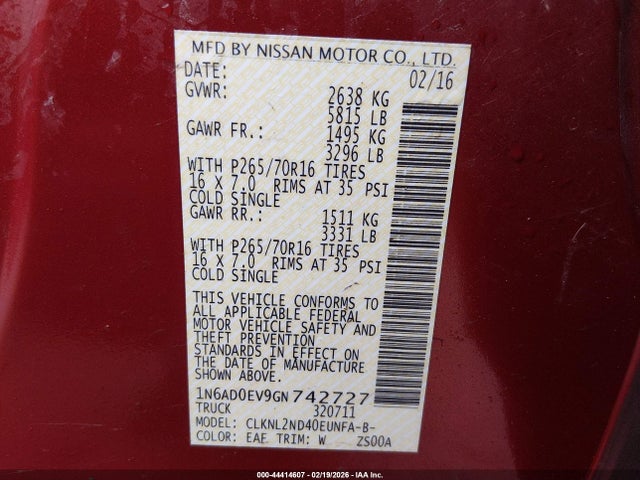 MFD BY NISSAN MOTOR CO., LTD.
DATE: 02/16
GVWR: 2638 KG
5815 LB
GAWR FR.: 1495 KG
3296 LB
WITH P265/70R16 TIRES
16 X 7.0 RIMS AT 35 PSI
COLD SINGLE
GAWR RR.: 1511 KG
3331 LB
WITH P265/70R16 TIRES
16 X 7.0 RIMS AT 35 PSI
COLD SINGLE
THIS VEHICLE CONFORMS TO
ALL APPLICABLE FEDERAL
MOTOR VEHICLE SAFETY AND
THEFT PREVENTION
STANDARDS IN EFFECT ON
THE DATE OF MANUFACTURE
SHOWN ABOVE.
1N6AD0EV9GN742727
TRUCK 320711
MODEL: CLKNL2ND40EUNFA-B-
COLOR: EAF TRIM: W ZS00A
000-44414607 - 02/19/2026 - IAA Inc.